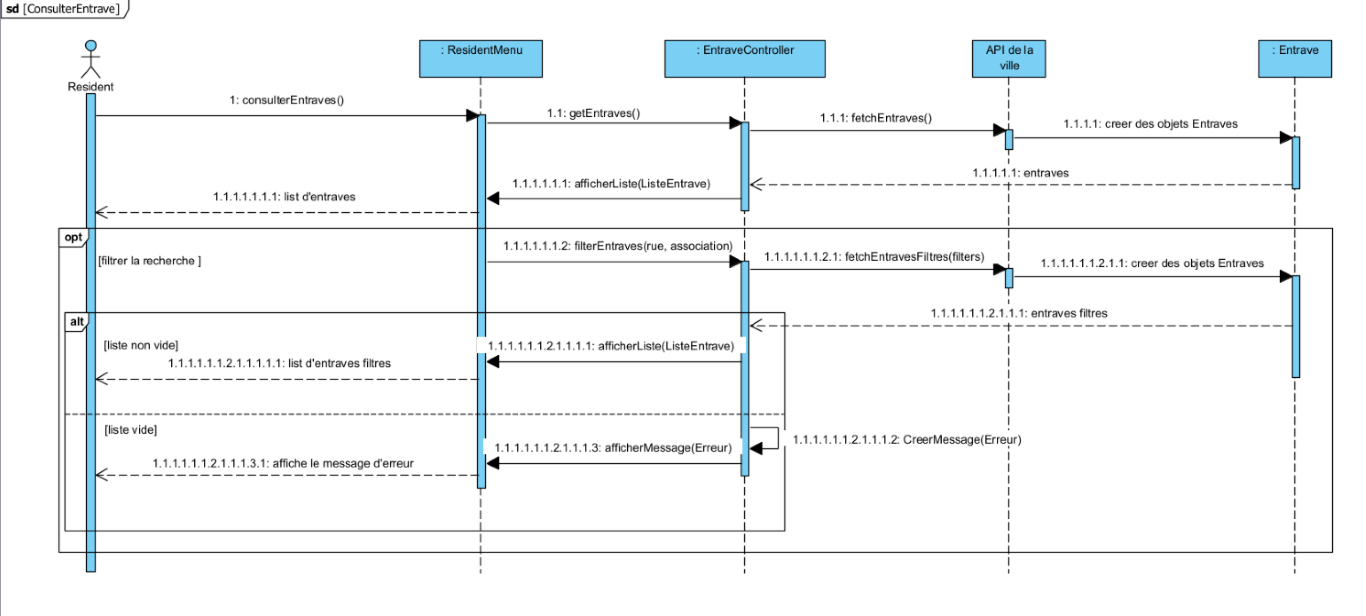 sd [ConsulterEntrave]
Resident
: ResidentMenu
: EntraveController
API de la
ville
: Entrave
1: consulterEntraves()
1.1: getEntraves()
1.1.1: fetchEntraves()
1.1.1.1: creer des objets Entraves
1.1.1.1.1: entraves
1.1.1.1.1.1: afficherListe(ListeEntrave)
1.1.1.1.1.1.1: list d'entraves
opt
[filtrer la recherche ]
1.1.1.1.1.1.2: filterEntraves(rue, association)
1.1.1.1.1.1.2.1: fetchEntravesFiltres(filters)
1.1.1.1.1.1.2.1.1: creer des objets Entraves
1.1.1.1.1.1.2.1.1.1: entraves filtres
alt
[liste non vide]
1.1.1.1.1.1.2.1.1.1.1: afficherListe(ListeEntrave)
1.1.1.1.1.1.2.1.1.1.1.1: list d'entraves filtres
[liste vide]
1.1.1.1.1.1.2.1.1.1.2: CreerMessage(Erreur)
1.1.1.1.1.1.2.1.1.1.3: afficherMessage(Erreur)
1.1.1.1.1.1.2.1.1.1.3.1: affiche le message d'erreur